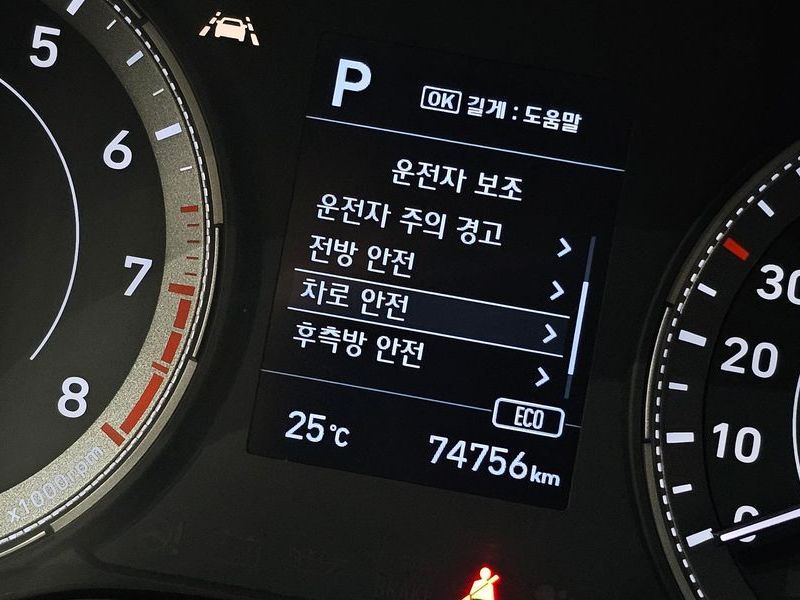 P
OK 길게 : 도움말
운전자 보조
운전자 주의 경고
전방 안전
차로 안전
후측방 안전
ECO
25℃
74756km
5
6
7
8
x1000rpm
30
20
10
0